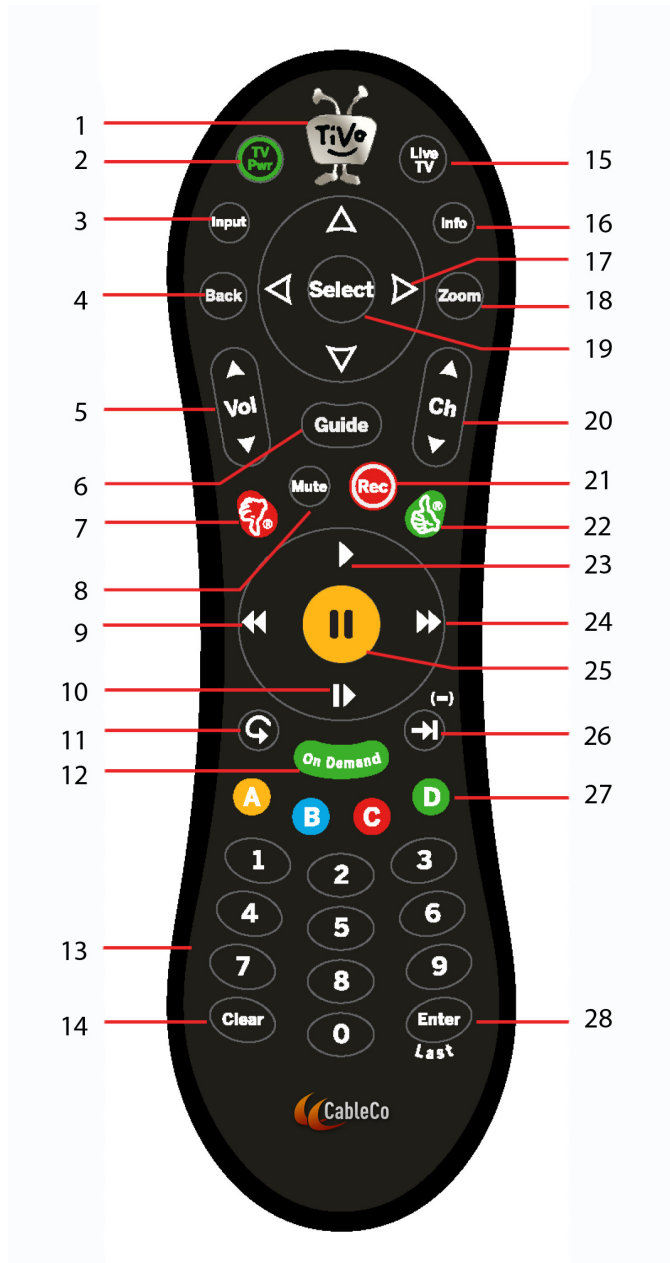 1
TiVo
2
TV
Pwr
Live
TV
15
3
Input
Info
16
17
4
Back
Select
Zoom
18
19
5
Vol
Ch
20
6
Guide
Mute
Rec
21
7
®
®
22
8
23
9
24
25
10
(–)
11
26
12
On Demand
A
D
27
B
C
1
2
3
4
5
6
13
7
8
9
14
Clear
0
Enter
28
Last
CableCo